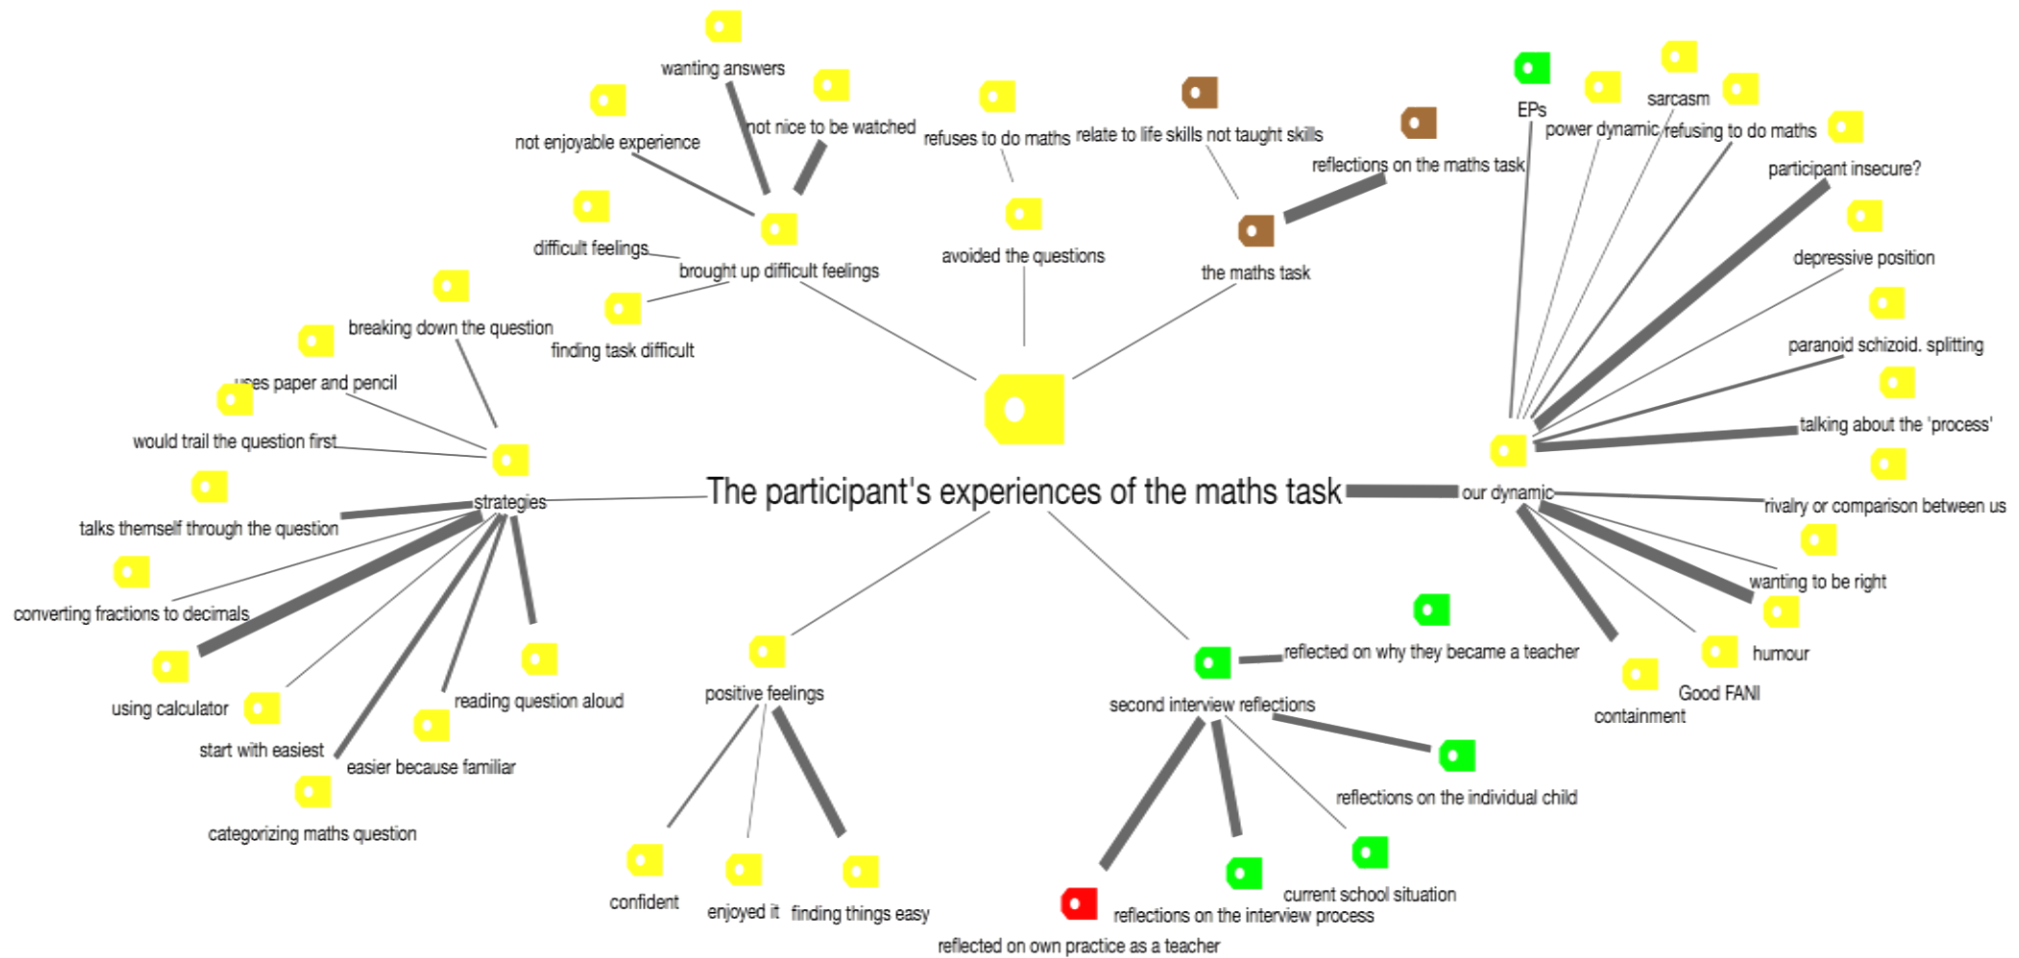 wanting answers
not nice to be watched
not enjoyable experience
difficult feelings
brought up difficult feelings
finding task difficult
refuses to do maths
avoided the questions
relate to life skills not taught skills
reflections on the maths task
the maths task
EPs
power dynamic
sarcasm
refusing to do maths
participant insecure?
depressive position
paranoid schizoid. splitting
talking about the 'process'
our dynamic
rivalry or comparison between us
wanting to be right
humour
Good FANI
containment
breaking down the question
uses paper and pencil
would trail the question first
strategies
talks themself through the question
converting fractions to decimals
using calculator
start with easiest
categorizing maths question
easier because familiar
reading question aloud
The participant's experiences of the maths task
positive feelings
confident
enjoyed it
finding things easy
second interview reflections
reflected on why they became a teacher
reflections on the individual child
current school situation
reflections on the interview process
reflected on own practice as a teacher